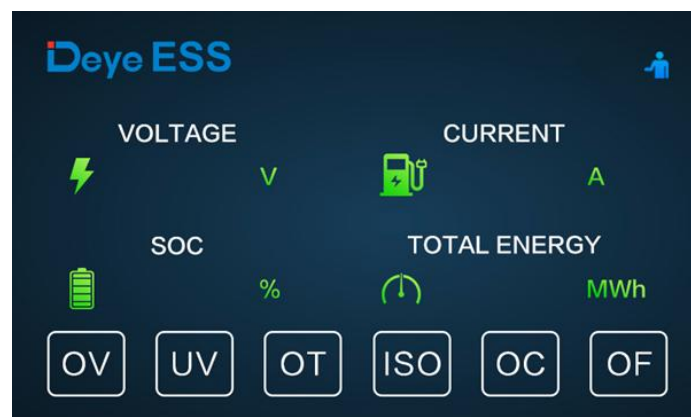 Deye ESS
VOLTAGE CURRENT
V A
SOC TOTAL ENERGY
% MWh
OV UV OT ISO OC OF